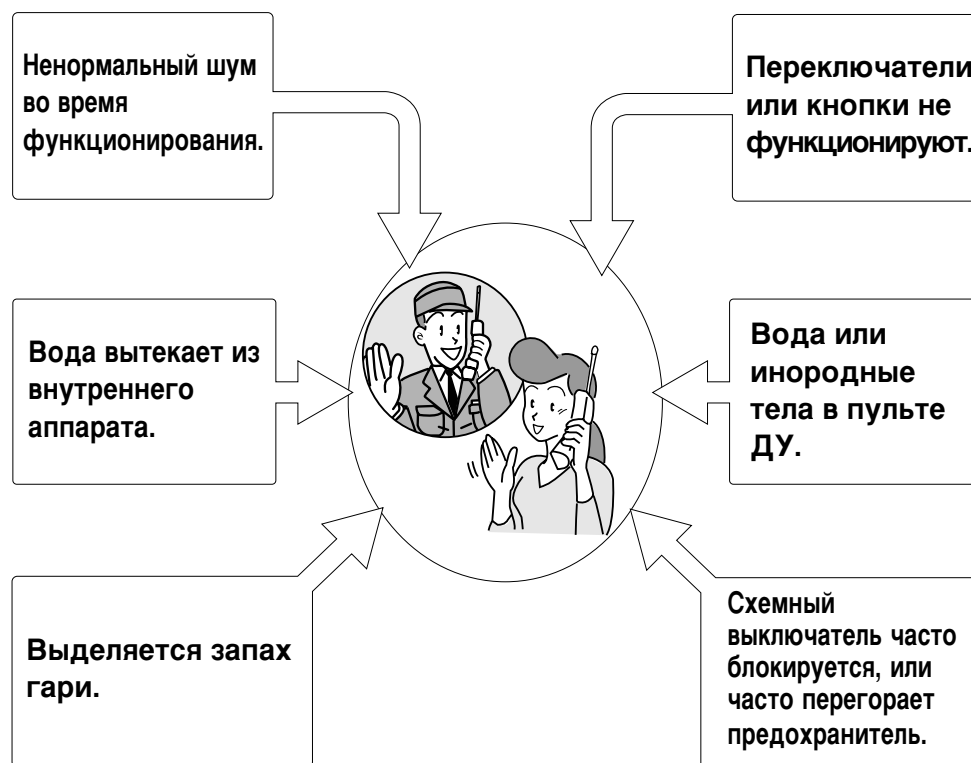 Ненормальный шум
во время
функционирования.
Переключатели
или кнопки не
функционируют.
Вода вытекает из
внутреннего
аппарата.
Вода или
инородные
тела в пульте
ДУ.
Выделяется запах
гари.
Схемный
выключатель часто
блокируется, или
часто перегорает
предохранитель.